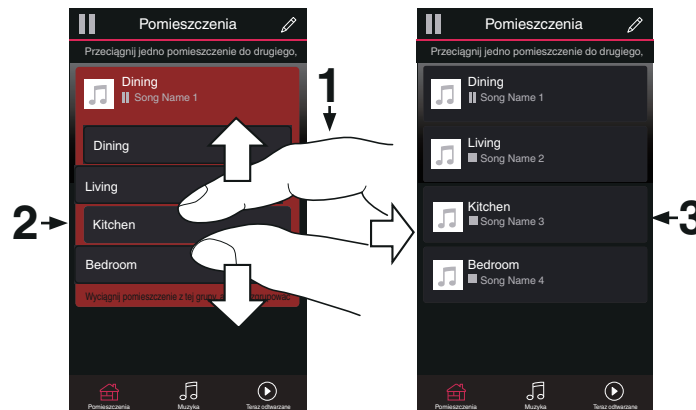 Pomieszczenia
Przeciągnij jedno pomieszczenie do drugiego,
Dining
Song Name 1
Dining
Living
Kitchen
Bedroom
Wyciągnij pomieszczenie z tej grupy,
Pomieszczenia
Muzyka
Teraz odtwarzane
1
2
Pomieszczenia
Przeciągnij jedno pomieszczenie do drugiego,
Dining
Song Name 1
Living
Song Name 2
Kitchen
Song Name 3
Bedroom
Song Name 4
Pomieszczenia
Muzyka
Teraz odtwarzane
3